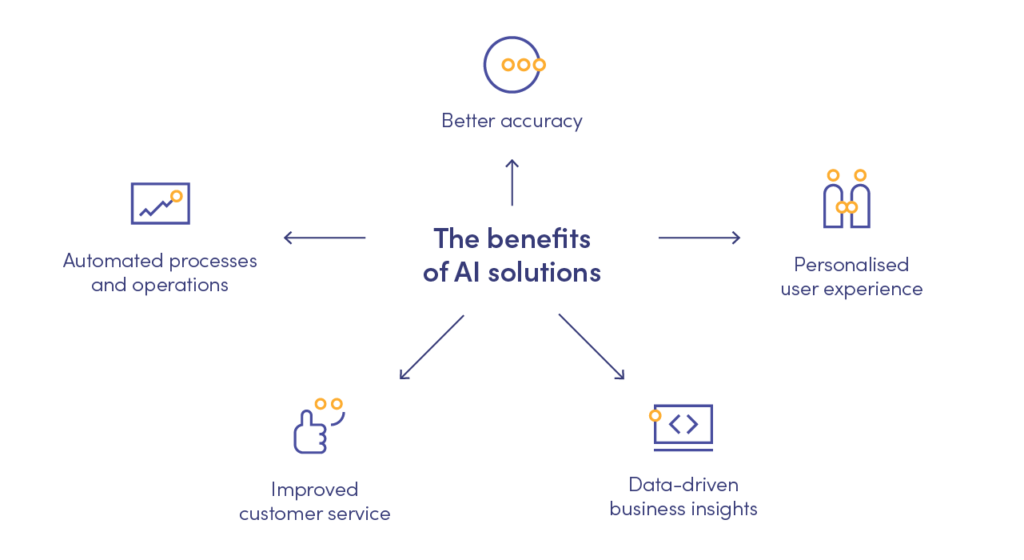 Better accuracy
The benefits
of AI solutions
Automated processes
and operations
Personalised
user experience
Improved
customer service
Data-driven
business insights